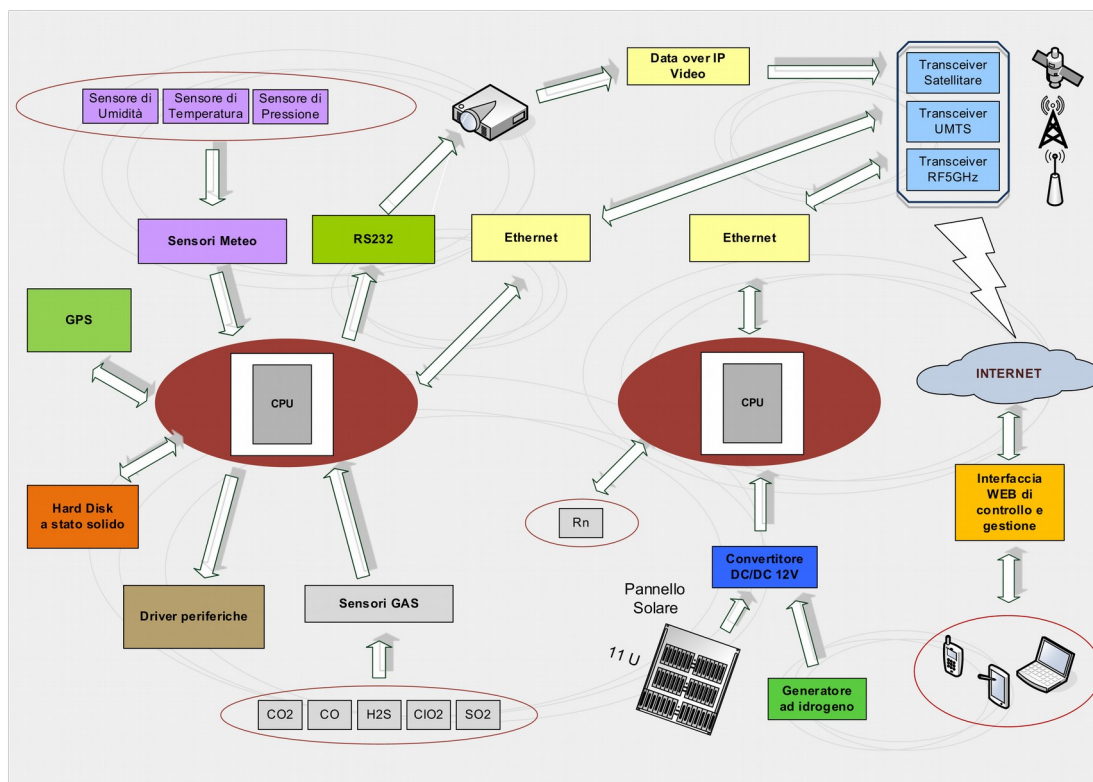 Data over IP
Video
Transceiver
Satellitare
Transceiver
UMTS
Transceiver
RF5GHz
Sensore di
Umidità
Sensore di
Temperatura
Sensore di
Pressione
Sensori Meteo
RS232
Ethernet
Ethernet
GPS
CPU
CPU
INTERNET
Hard Disk
a stato solido
Rn
Interfaccia
WEB di
controllo e
gestione
Convertitore
DC/DC 12V
Driver periferiche
Sensori GAS
Pannello
Solare
11 U
Generatore
ad idrogeno
CO2
CO
H2S
ClO2
SO2